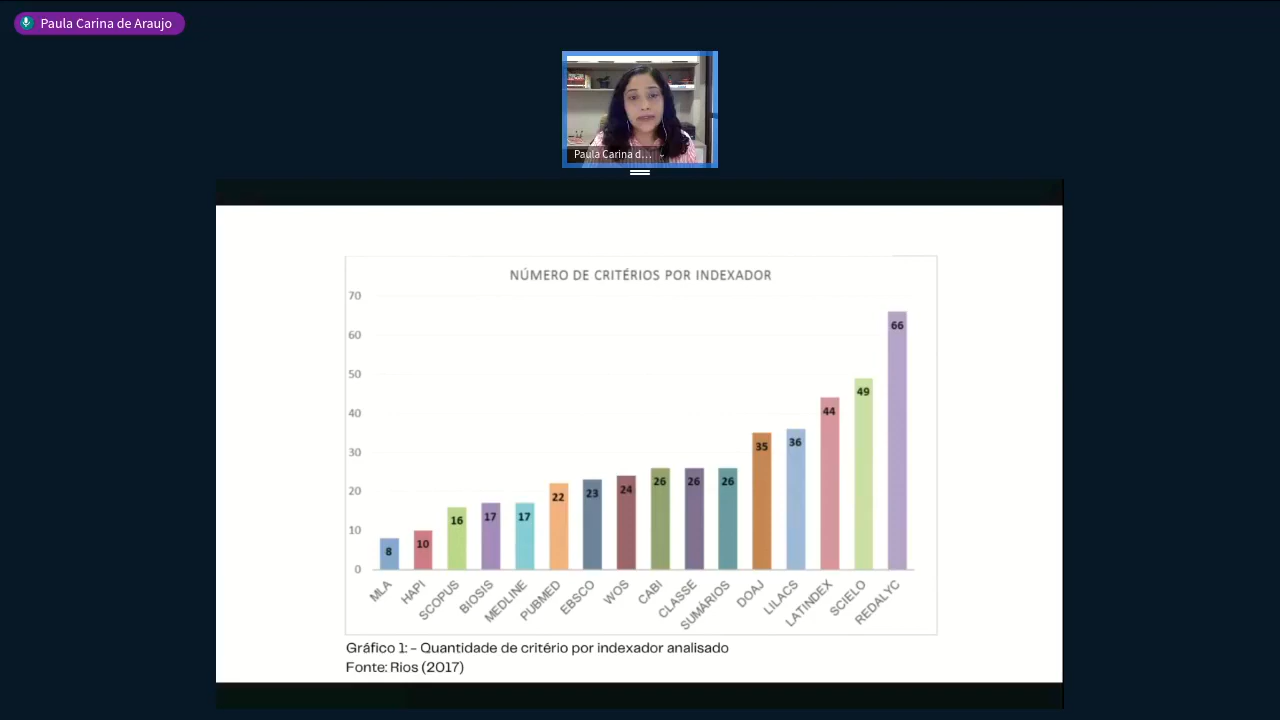 Paula Carina de Araujo
Paula Carina d...
NÚMERO DE CRITÉRIOS POR INDEXADOR
70
60
50
40
30
20
10
0
8
10
16
17
17
22
23
24
26
26
26
35
36
44
49
66
MLA
HAPI
SCOPUS
BIOSIS
MEDLINE
PUBMED
EBSCO
WOS
CABI
CLASSE
SUMÁRIOS
DOAJ
LILACS
LATINDEX
SCIELO
REDALYC
Gráfico 1: - Quantidade de critério por indexador analisado
Fonte: Rios (2017)